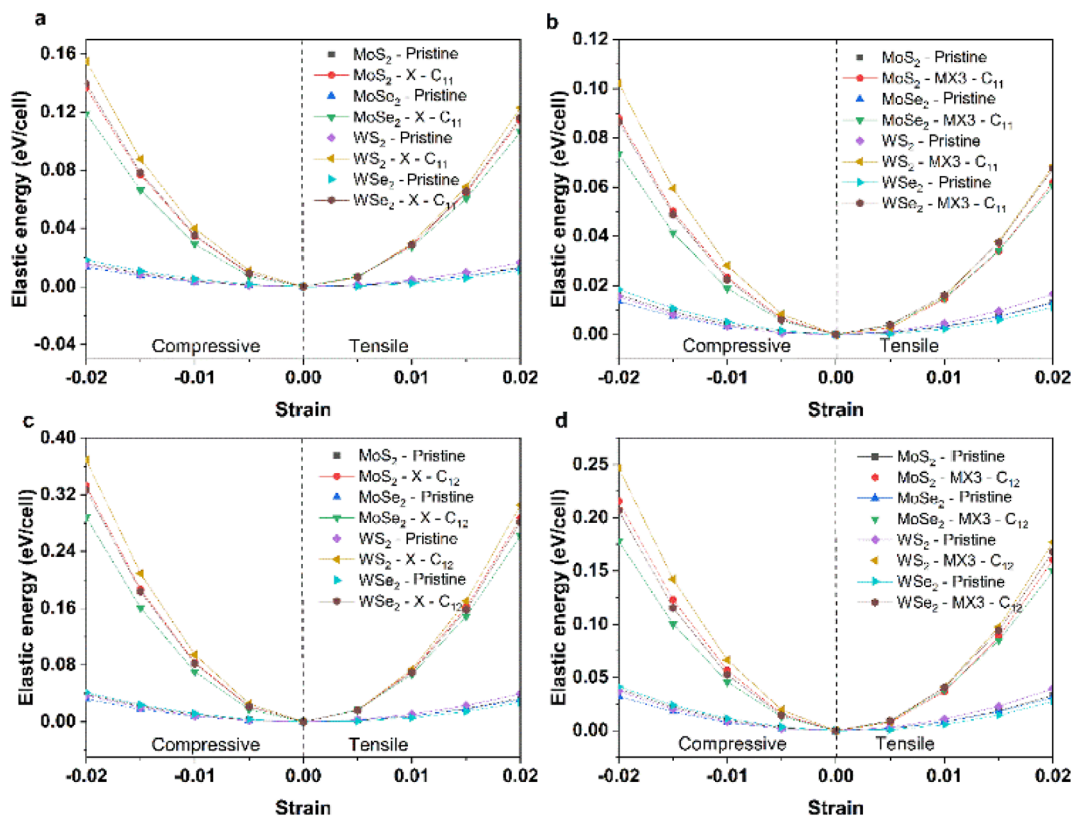 a
Elastic energy (eV/cell)
0.16
0.12
0.08
0.04
0.00
-0.04
MoS2 - Pristine
MoS2 - X - C11
MoSe2 - Pristine
MoSe2 - X - C11
WS2 - Pristine
WS2 - X - C11
WSe2 - Pristine
WSe2 - X - C11
Compressive
Tensile
-0.02
-0.01
0.00
0.01
0.02
Strain
b
Elastic energy (eV/cell)
0.12
0.10
0.08
0.06
0.04
0.02
0.00
MoS2 - Pristine
MoS2 - MX3 - C11
MoSe2 - Pristine
MoSe2 - MX3 - C11
WS2 - Pristine
WS2 - MX3 - C11
WSe2 - Pristine
WSe2 - MX3 - C11
Compressive
Tensile
-0.02
-0.01
0.00
0.01
0.02
Strain
c
Elastic energy (eV/cell)
0.40
0.32
0.24
0.16
0.08
0.00
MoS2 - Pristine
MoS2 - X - C12
MoSe2 - Pristine
MoSe2 - X - C12
WS2 - Pristine
WS2 - X - C12
WSe2 - Pristine
WSe2 - X - C12
Compressive
Tensile
-0.02
-0.01
0.00
0.01
0.02
Strain
d
Elastic energy (eV/cell)
0.25
0.20
0.15
0.10
0.05
0.00
MoS2 - Pristine
MoS2 - MX3 - C12
MoSe2 - Pristine
MoSe2 - MX3 - C12
WS2 - Pristine
WS2 - MX3 - C12
WSe2 - Pristine
WSe2 - MX3 - C12
Compressive
Tensile
-0.02
-0.01
0.00
0.01
0.02
Strain